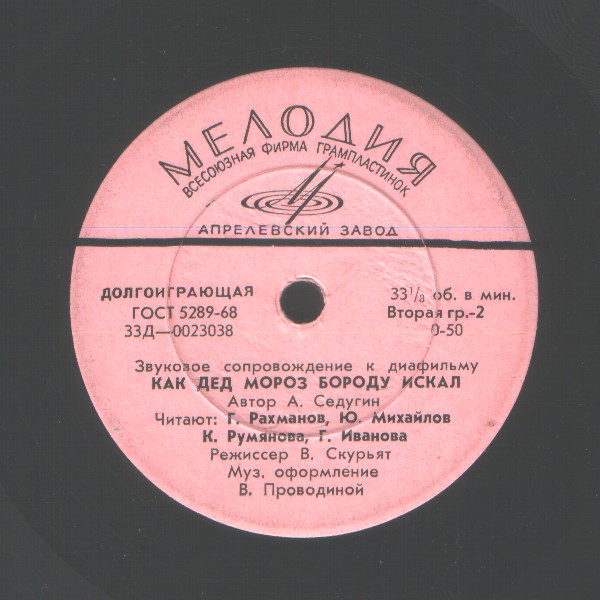 МЕЛОДИЯ
ВСЕСОЮЗНАЯ ФИРМА ГРАМПЛАСТИНОК
АПРЕЛЕВСКИЙ ЗАВОД
ДОЛГОИГРАЮЩАЯ
ГОСТ 5289-68
33Д—0023038
33⅓ об. в мин.
Вторая гр.-2
0-50
Звуковое сопровождение к диафильму
КАК ДЕД МОРОЗ БОРОДУ ИСКАЛ
Автор А. Седугин
Читают: Г. Рахманов, Ю. Михайлов
К. Румянова, Г. Иванова
Режиссер В. Скурьят
Муз. оформление
В. Проводиной